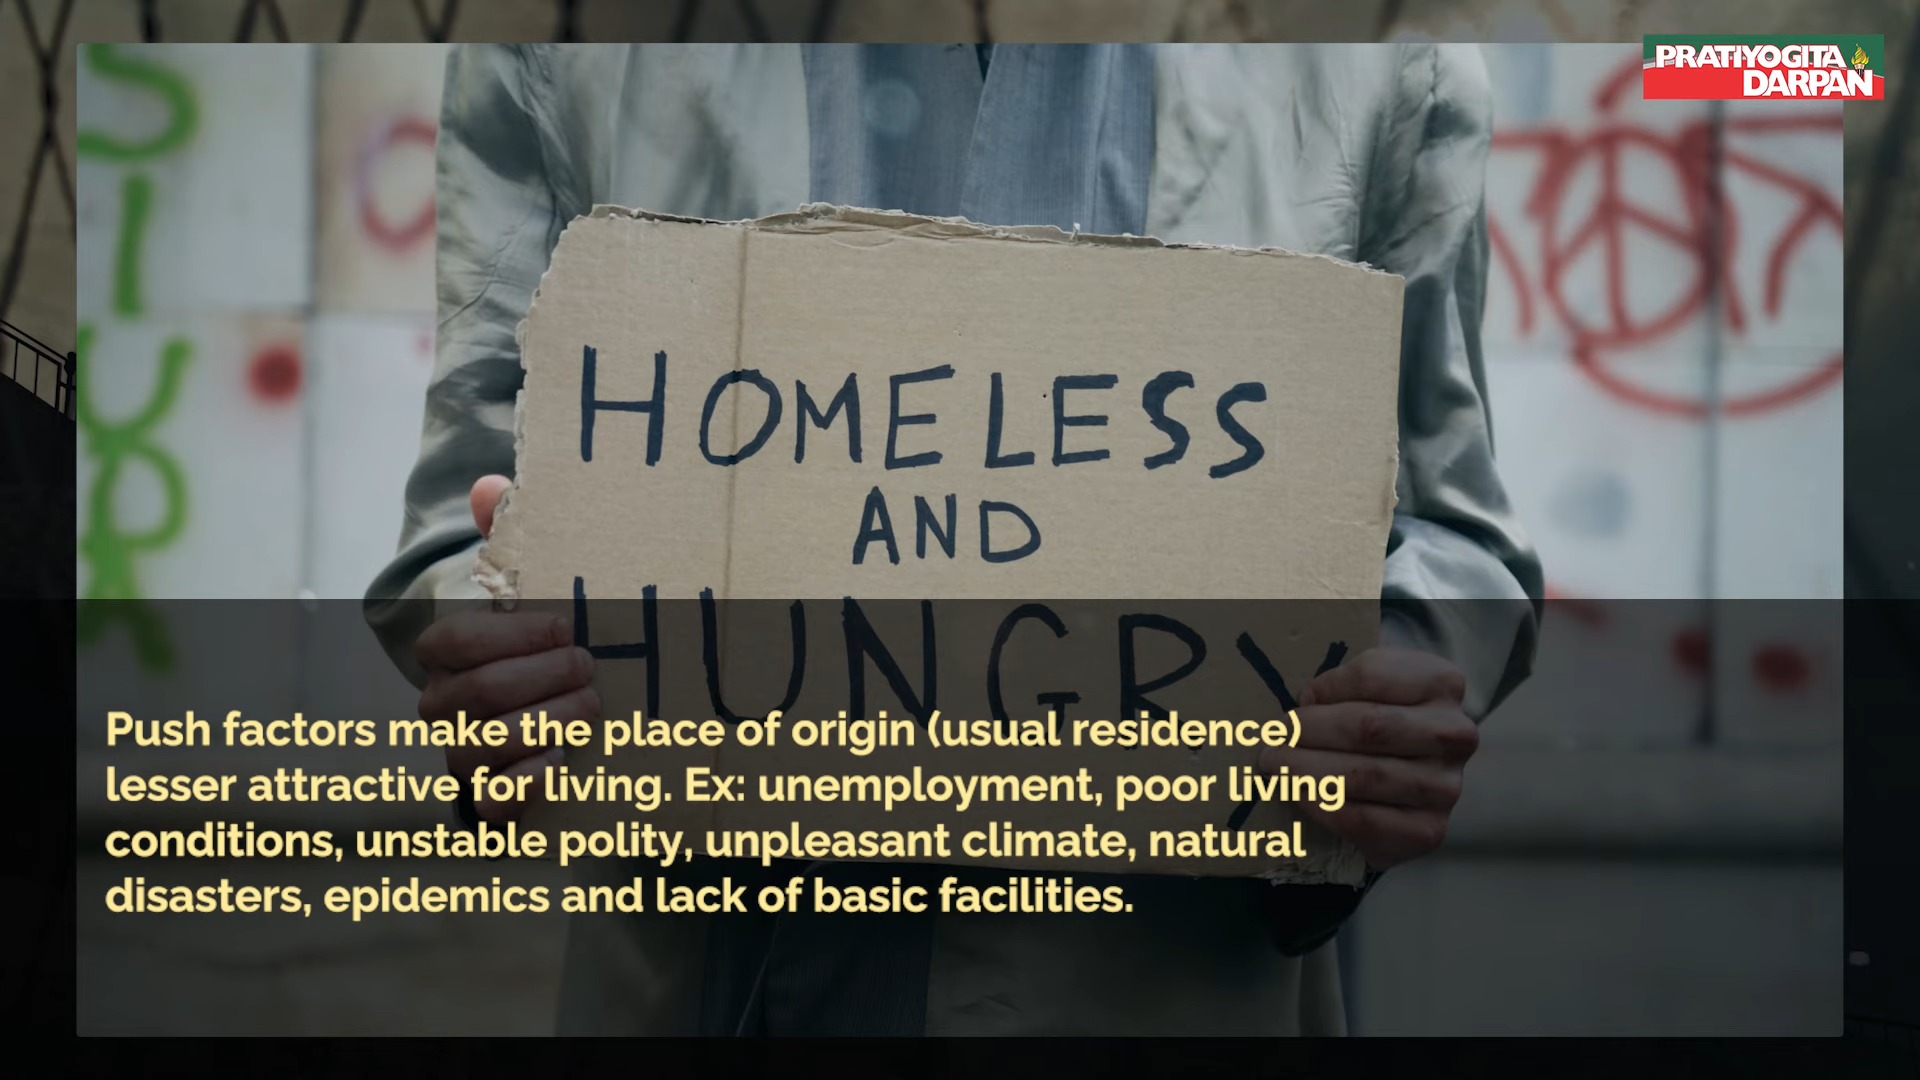 PRATIYOGITA
DARPAN
HOMELESS
AND
HUNGRY
Push factors make the place of origin (usual residence)
lesser attractive for living. Ex: unemployment, poor living
conditions, unstable polity, unpleasant climate, natural
disasters, epidemics and lack of basic facilities.